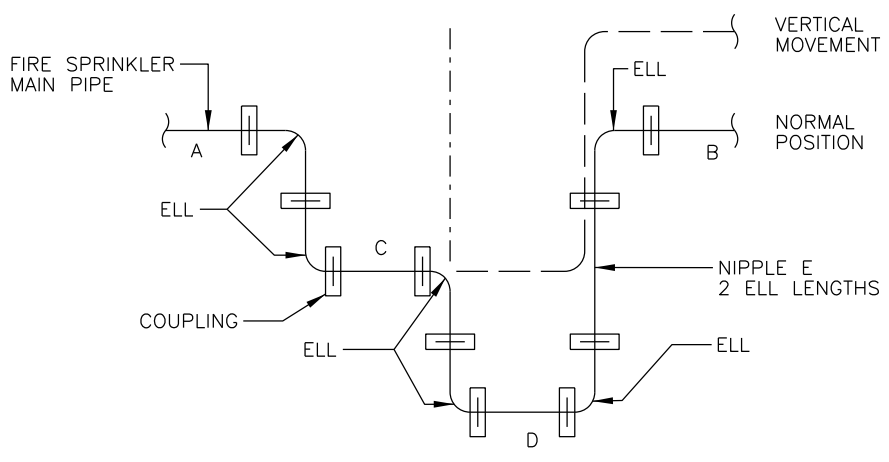 VERTICAL
MOVEMENT
FIRE SPRINKLER
MAIN PIPE
ELL
A
B
NORMAL
POSITION
ELL
C
COUPLING
NIPPLE E
2 ELL LENGTHS
ELL
ELL
D